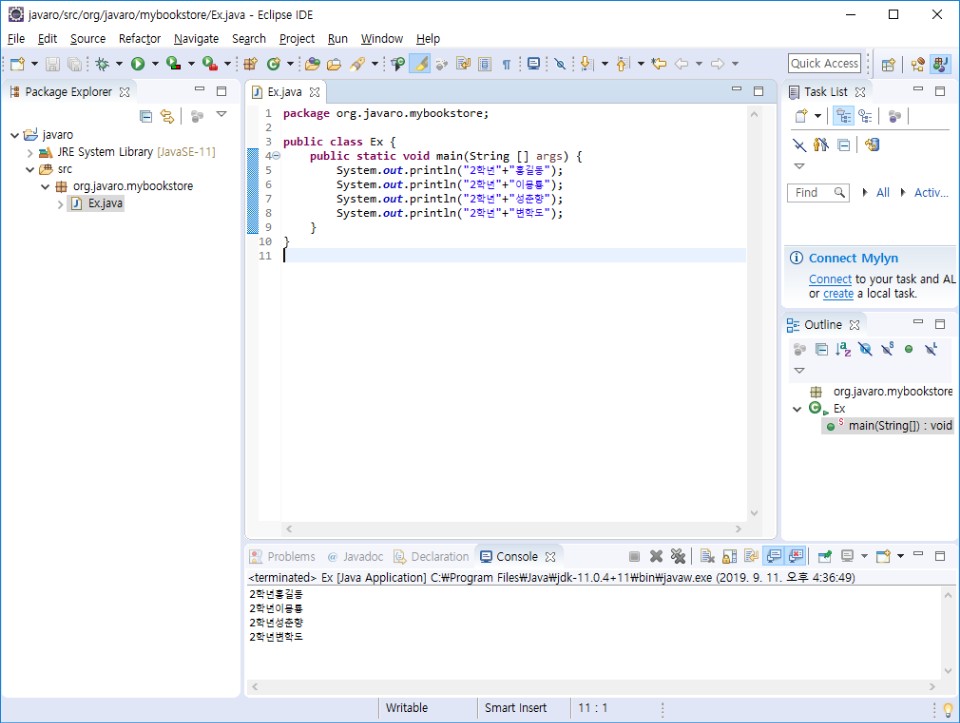 javaro/src/org/javaro/mybookstore/Ex.java - Eclipse IDE
File Edit Source Refactor Navigate Search Project Run Window Help
Quick Access
Package Explorer
javaro
JRE System Library [JavaSE-11]
src
org.javaro.mybookstore
Ex.java
Ex.java
1 package org.javaro.mybookstore;
2
3 public class Ex {
4 public static void main(String [] args) {
5 System.out.println("2학년"+"홍길동");
6 System.out.println("2학년"+"이몽룡");
7 System.out.println("2학년"+"성춘향");
8 System.out.println("2학년"+"변학도");
9 }
10 }
11
Task List
Find All Activ...
Connect Mylyn
Connect to your task and AL
or create a local task.
Outline
org.javaro.mybookstore
Ex
main(String[]) : void
Problems @ Javadoc Declaration Console
<terminated> Ex [Java Application] C:₩Program Files₩Java₩jdk-11.0.4+11₩bin₩javaw.exe (2019. 9. 11. 오후 4:36:49)
2학년홍길동
2학년이몽룡
2학년성춘향
2학년변학도
Writable Smart Insert 11 : 1